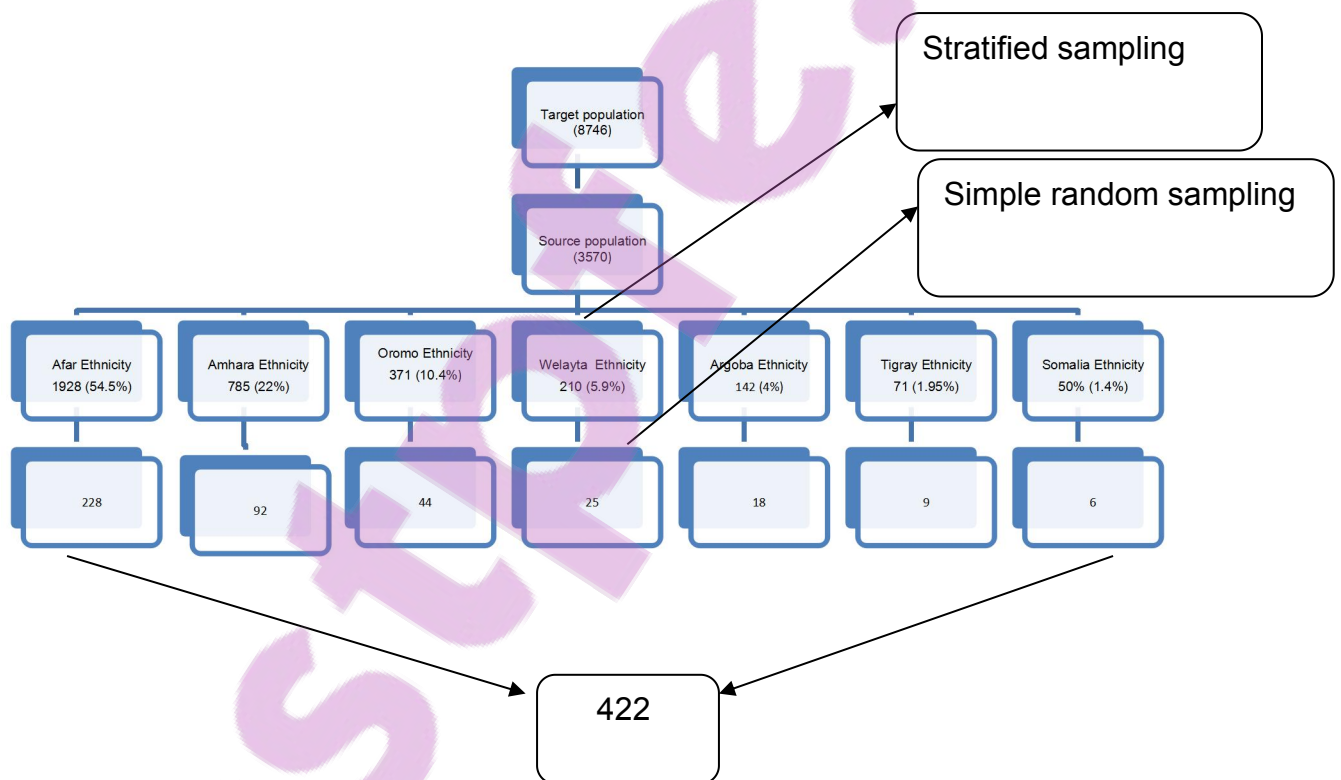 Stratified sampling
Target population
(8746)
Simple random sampling
Source population
(3570)
Afar Ethnicity
1928 (54.5%)
Amhara Ethnicity
785 (22%)
Oromo Ethnicity
371 (10.4%)
Welayta Ethnicity
210 (5.9%)
Argoba Ethnicity
142 (4%)
Tigray Ethnicity
71 (1.95%)
Somalia Ethnicity
50% (1.4%)
228
92
44
25
18
9
6
422
stpre.